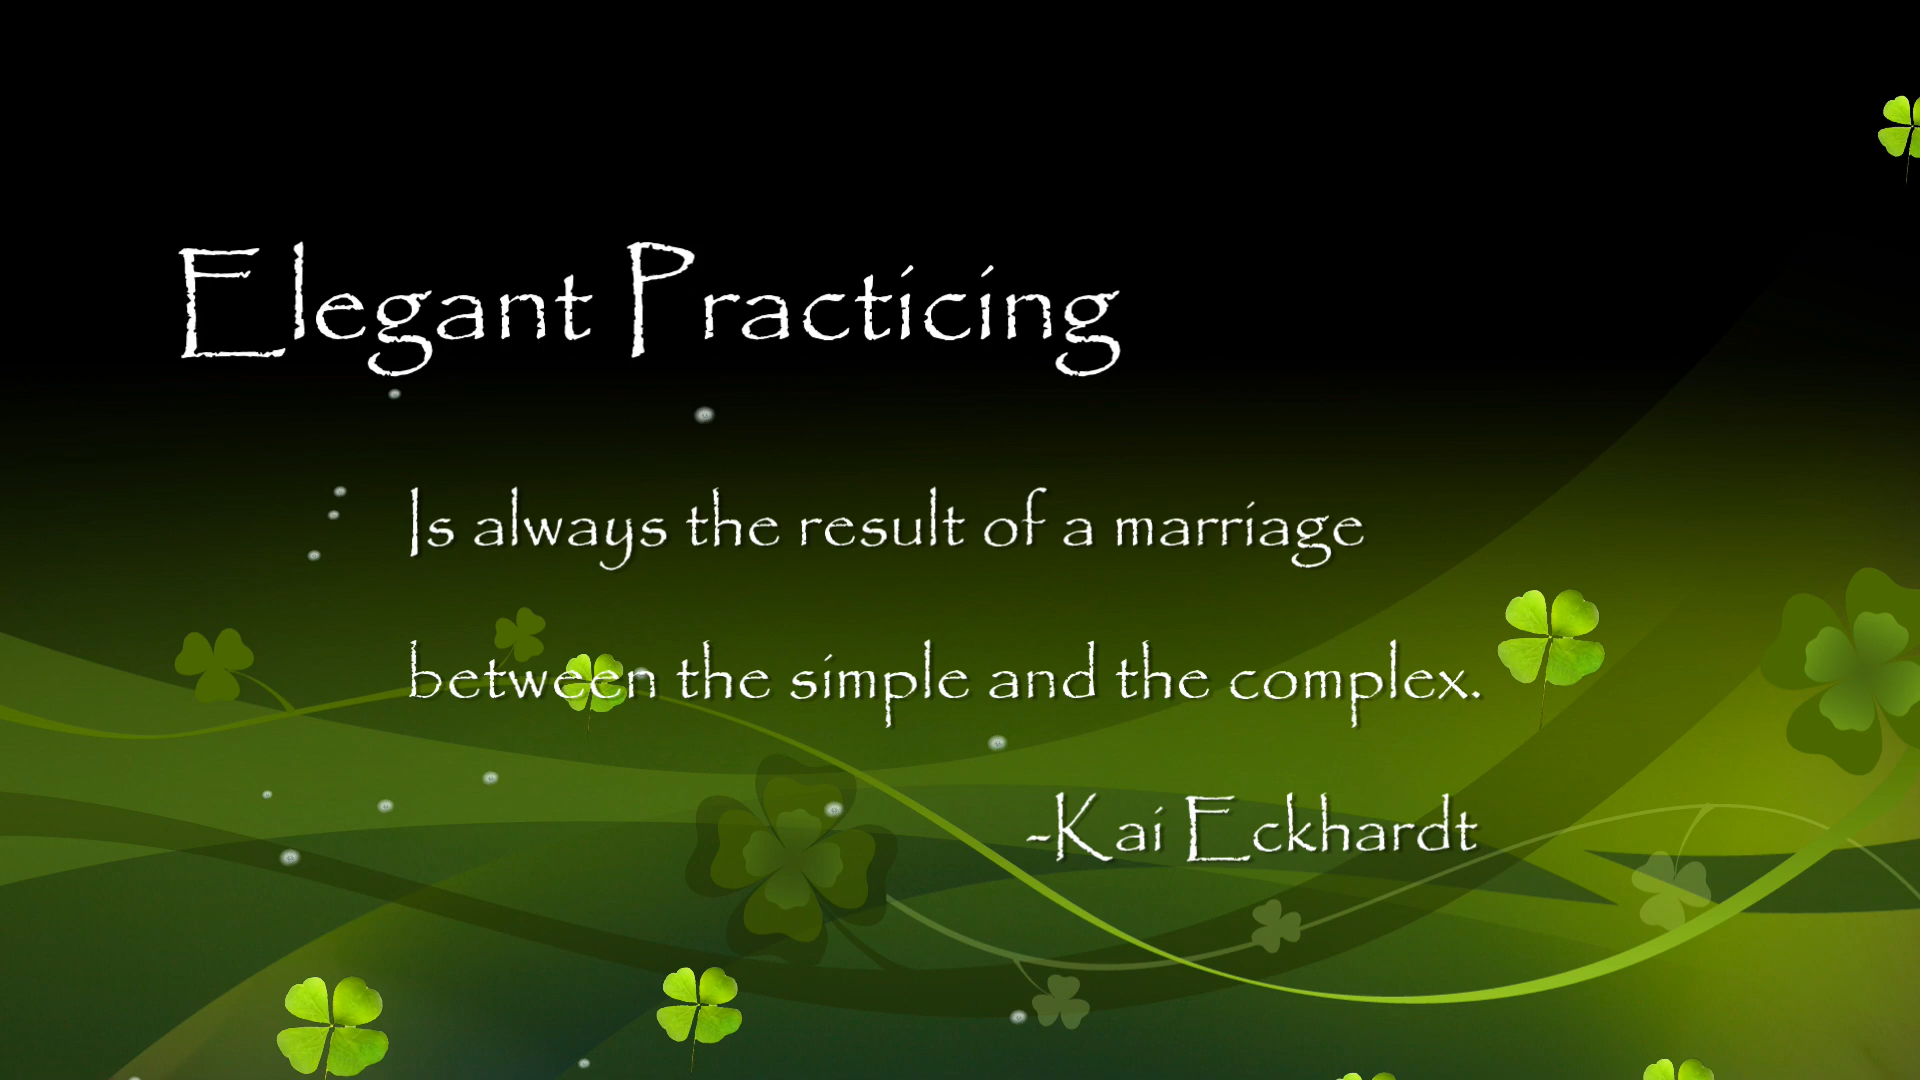 Elegant Practicing
Is always the result of a marriage
between the simple and the complex.
-Kai Eckhardt